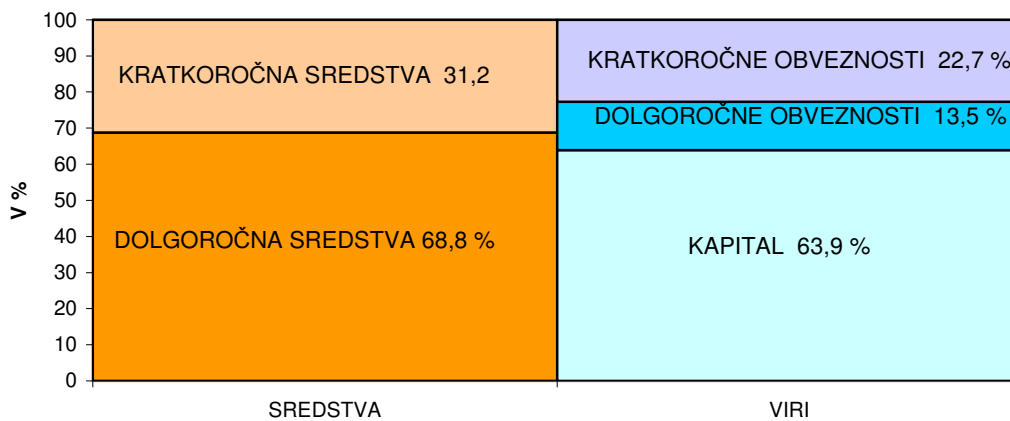 100
90
80
70
60
50
40
30
20
10
0
V %
KRATKOROČNA SREDSTVA 31,2
DOLGOROČNA SREDSTVA 68,8 %
KRATKOROČNE OBVEZNOSTI 22,7 %
DOLGOROČNE OBVEZNOSTI 13,5 %
KAPITAL 63,9 %
SREDSTVA
VIRI